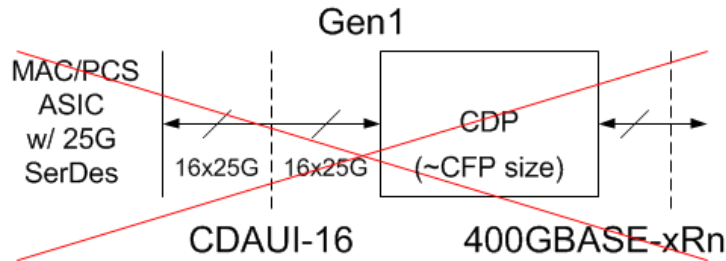 Gen1
MAC/PCS
ASIC
w/ 25G
SerDes
16x25G
16x25G
CDP
(~CFP size)
CDAUI-16
400GBASE-xRn